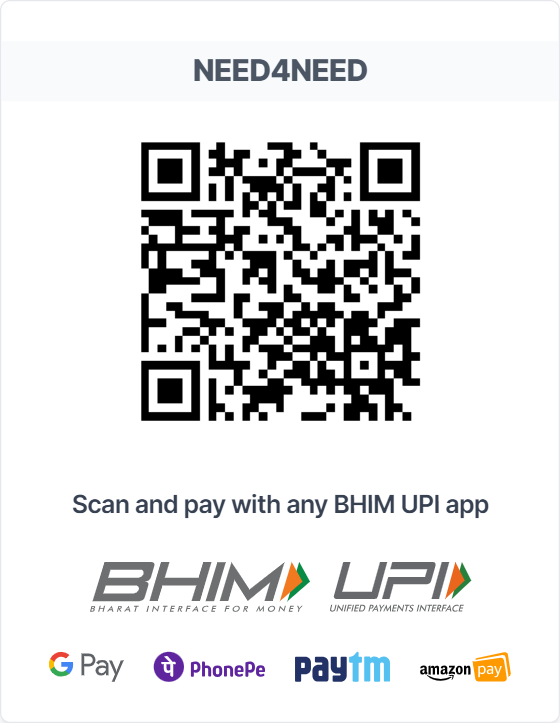 NEED4NEED
Scan and pay with any BHIM UPI app
BHIM UPI
BHARAT INTERFACE FOR MONEY UNIFIED PAYMENTS INTERFACE
G Pay पे PhonePe paytm amazon pay